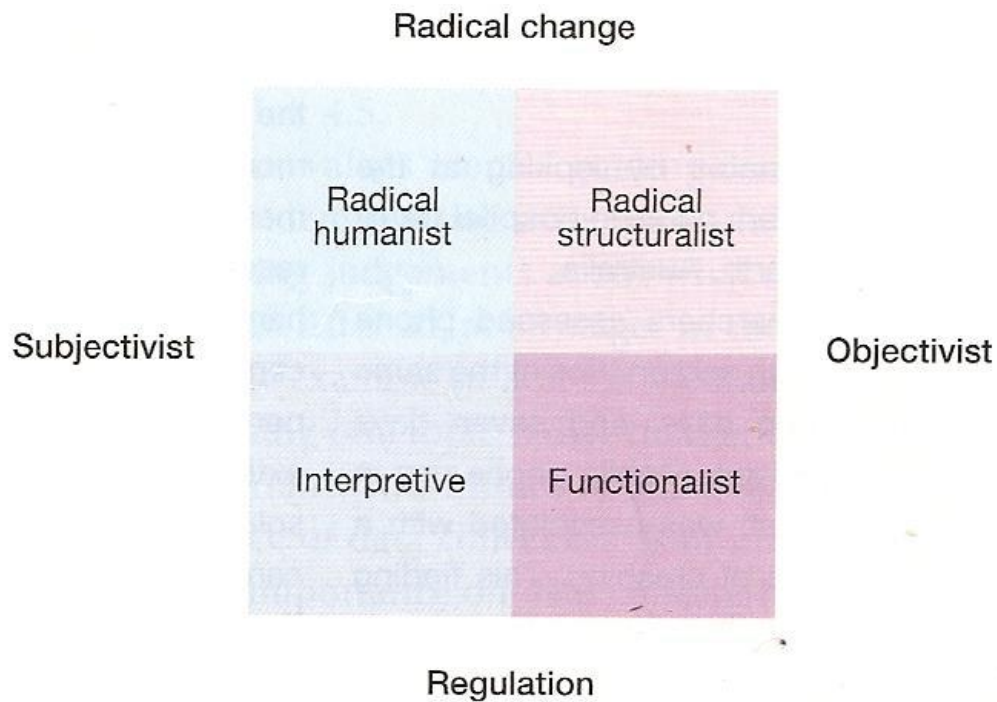 Radical change
Radical
humanist
Radical
structuralist
Subjectivist
Objectivist
Interpretive
Functionalist
Regulation